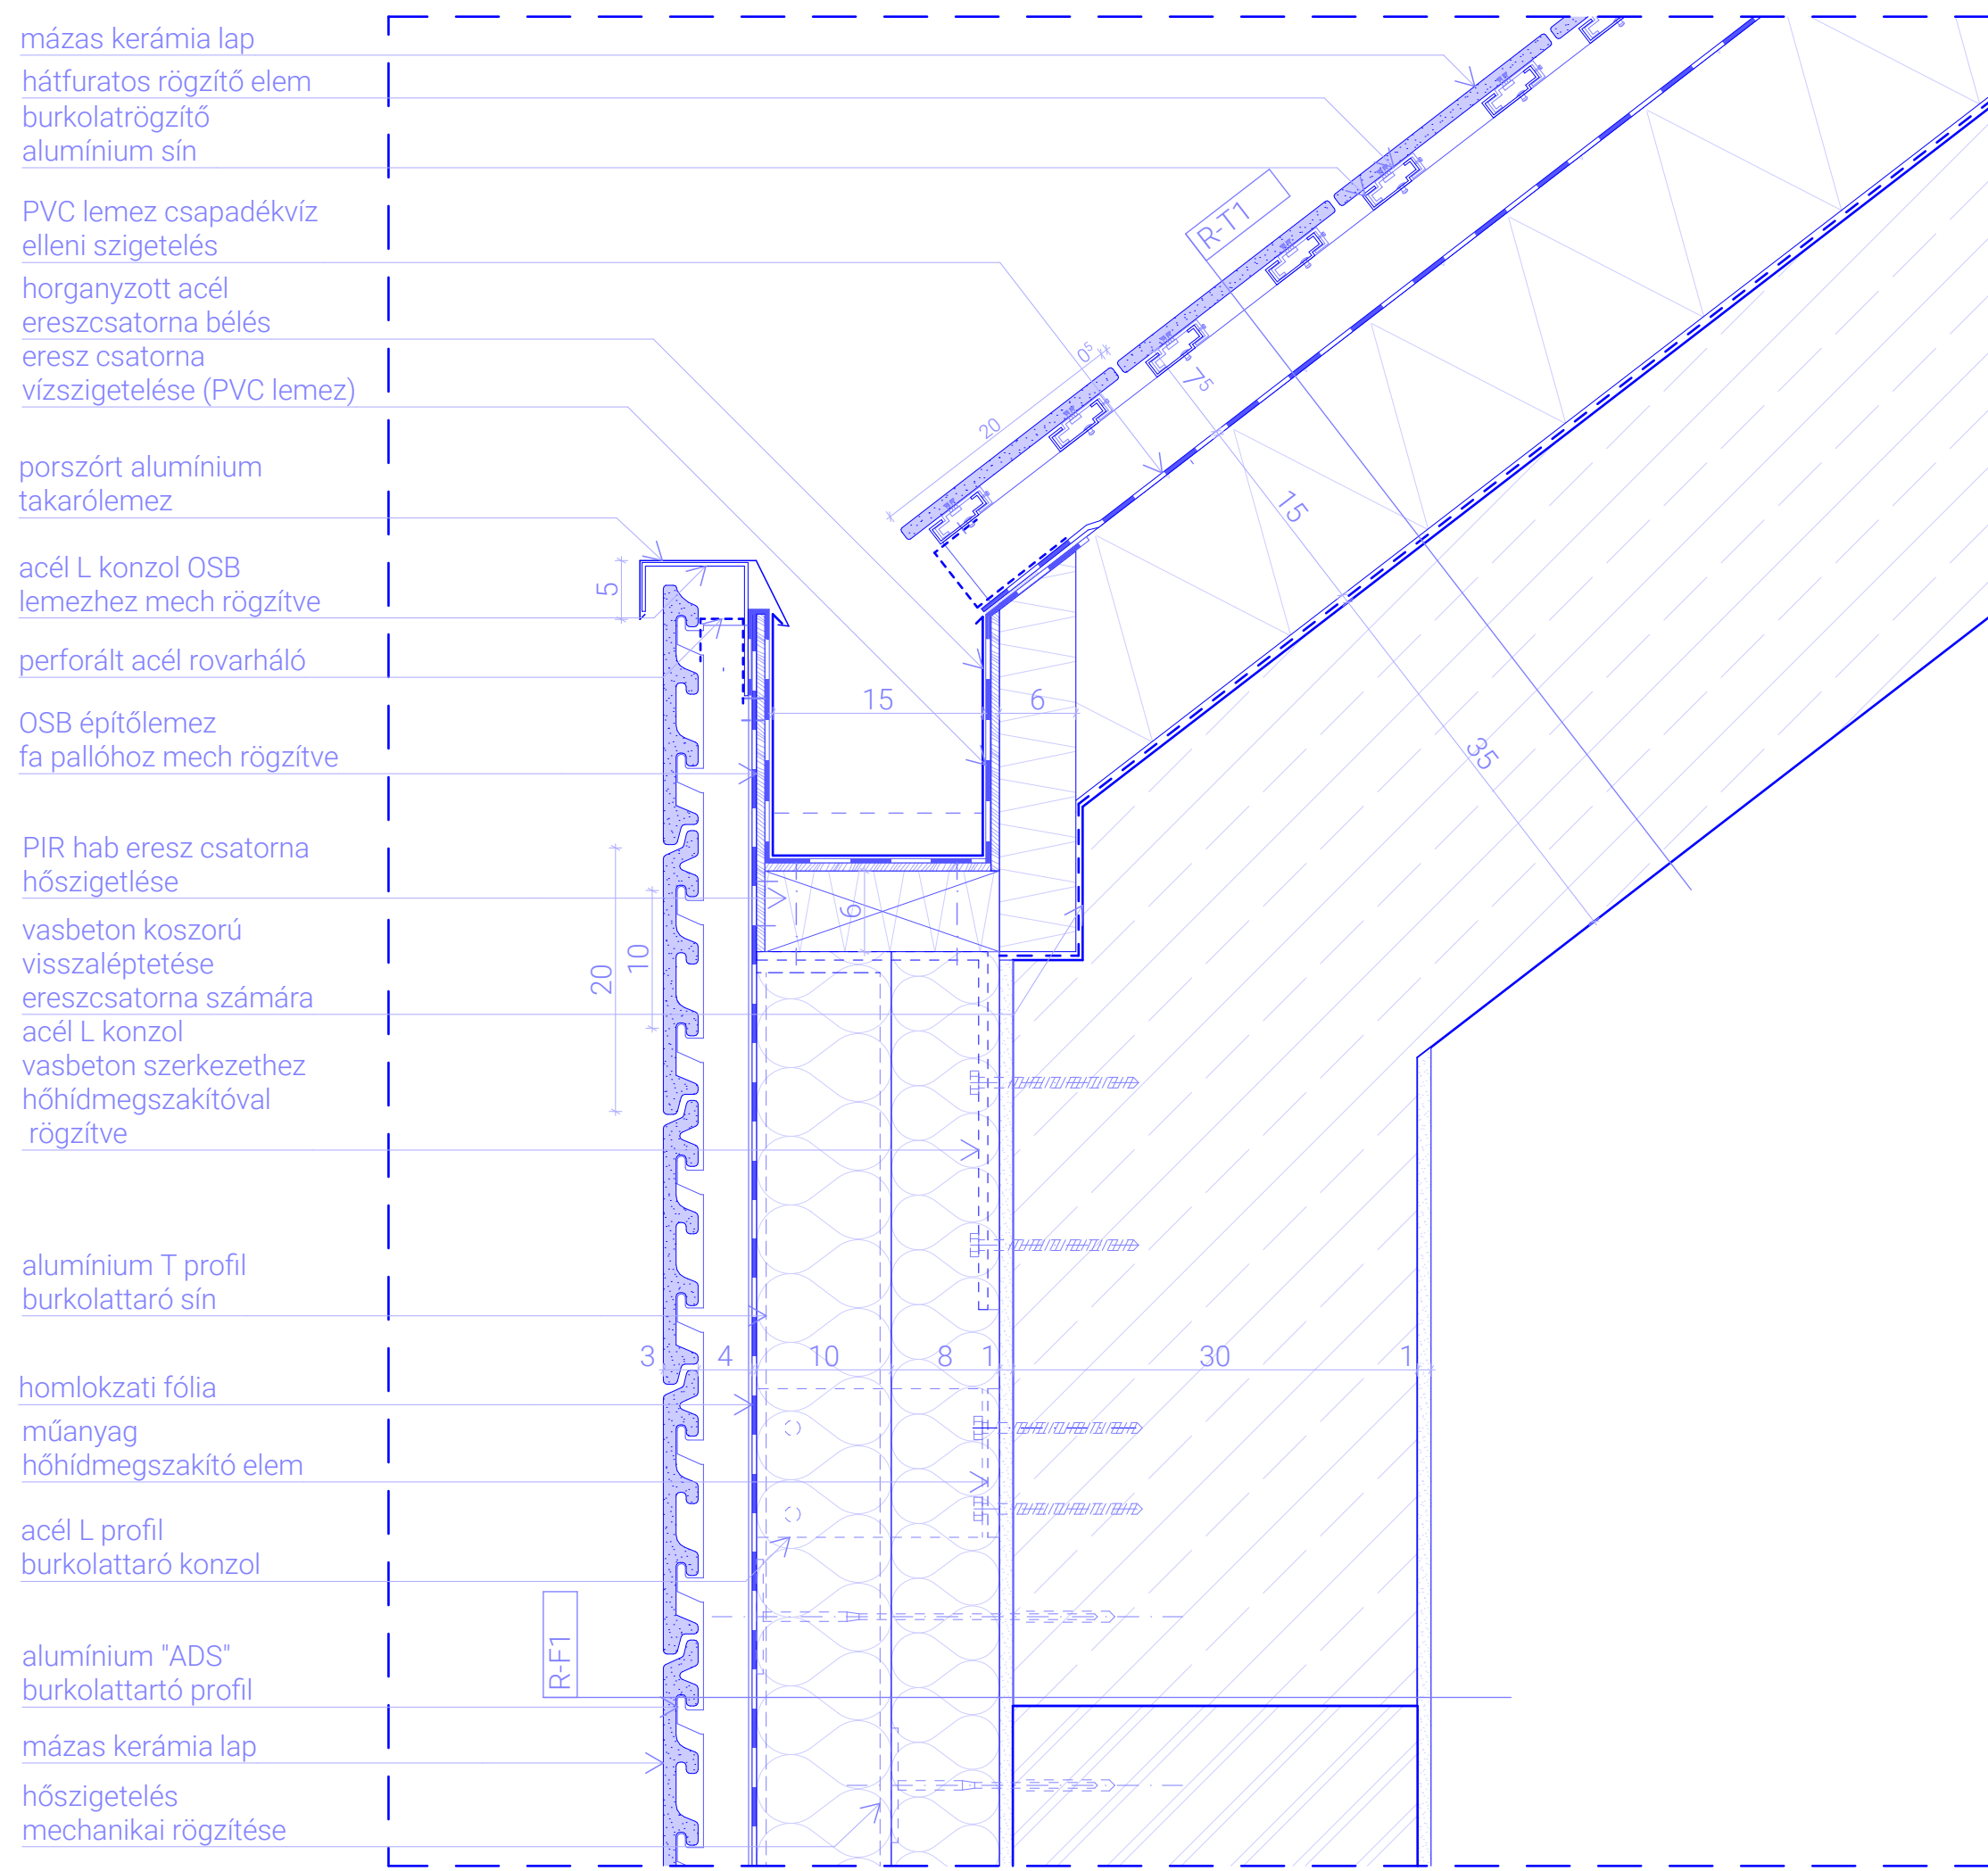 mázas kerámia lap
hátfuratos rögzítő elem
burkolatrögzítő
alumínium sín
PVC lemez csapadékvíz
elleni szigetelés
horganyzott acél
ereszcsatorna bélés
eresz csatorna
vízszigetelése (PVC lemez)
porszórt alumínium
takarólemez
acél L konzol OSB
lemezhez mech rögzítve
perforált acél rovarháló
OSB építőlemez
fa pallóhoz mech rögzítve
PIR hab eresz csatorna
hőszigetlése
vasbeton koszorú
visszaléptetése
ereszcsatorna számára
acél L konzol
vasbeton szerkezethez
hőhídmegszakítóval
rögzítve
alumínium T profil
burkolattaró sín
homlokzati fólia
műanyag
hőhídmegszakító elem
acél L profil
burkolattaró konzol
alumínium "ADS"
burkolattartó profil
mázas kerámia lap
hőszigetelés
mechanikai rögzítése
R-T1
0⁵
7⁵
20
15
35
5
15
6
6
10
20
3 4 10 8 1 30 1
R-F1